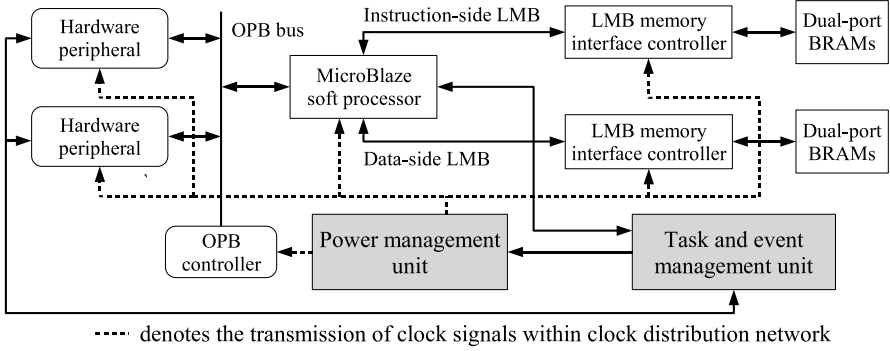 Hardware
peripheral
OPB bus
Instruction-side LMB
LMB memory
interface controller
Dual-port
BRAMs
MicroBlaze
soft processor
Hardware
peripheral
LMB memory
interface controller
Dual-port
BRAMs
Data-side LMB
OPB
controller
Power management
unit
Task and event
management unit
denotes the transmission of clock signals within clock distribution network